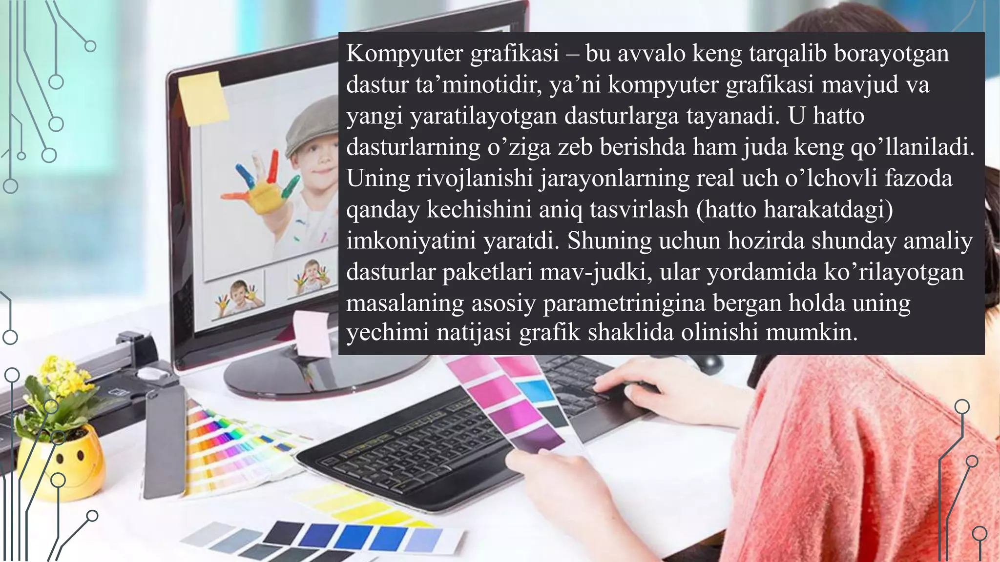 Kompyuter grafikasi – bu avvalo keng tarqalib borayotgan
dastur ta’minotidir, ya’ni kompyuter grafikasi mavjud va
yangi yaratilayotgan dasturlarga tayanadi. U hatto
dasturlarning o’ziga zeb berishda ham juda keng qo’llaniladi.
Uning rivojlanishi jarayonlarning real uch o’lchovli fazoda
qanday kechishini aniq tasvirlash (hatto harakatdagi)
imkoniyatini yaratdi. Shuning uchun hozirda shunday amaliy
dasturlar paketlari mav-judki, ular yordamida ko’rilayotgan
masalaning asosiy parametrinigina bergan holda uning
yechimi natijasi grafik shaklida olinishi mumkin.